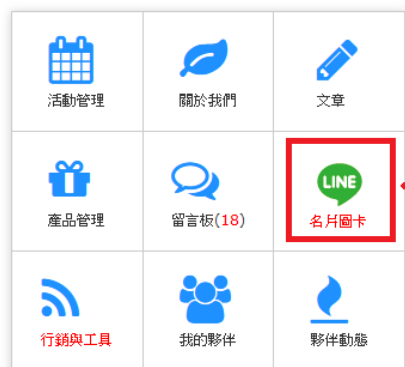 活動管理
關於我們
文章
產品管理
留言板(18)
LINE
名片圖卡
行銷與工具
我的夥伴
夥伴動態